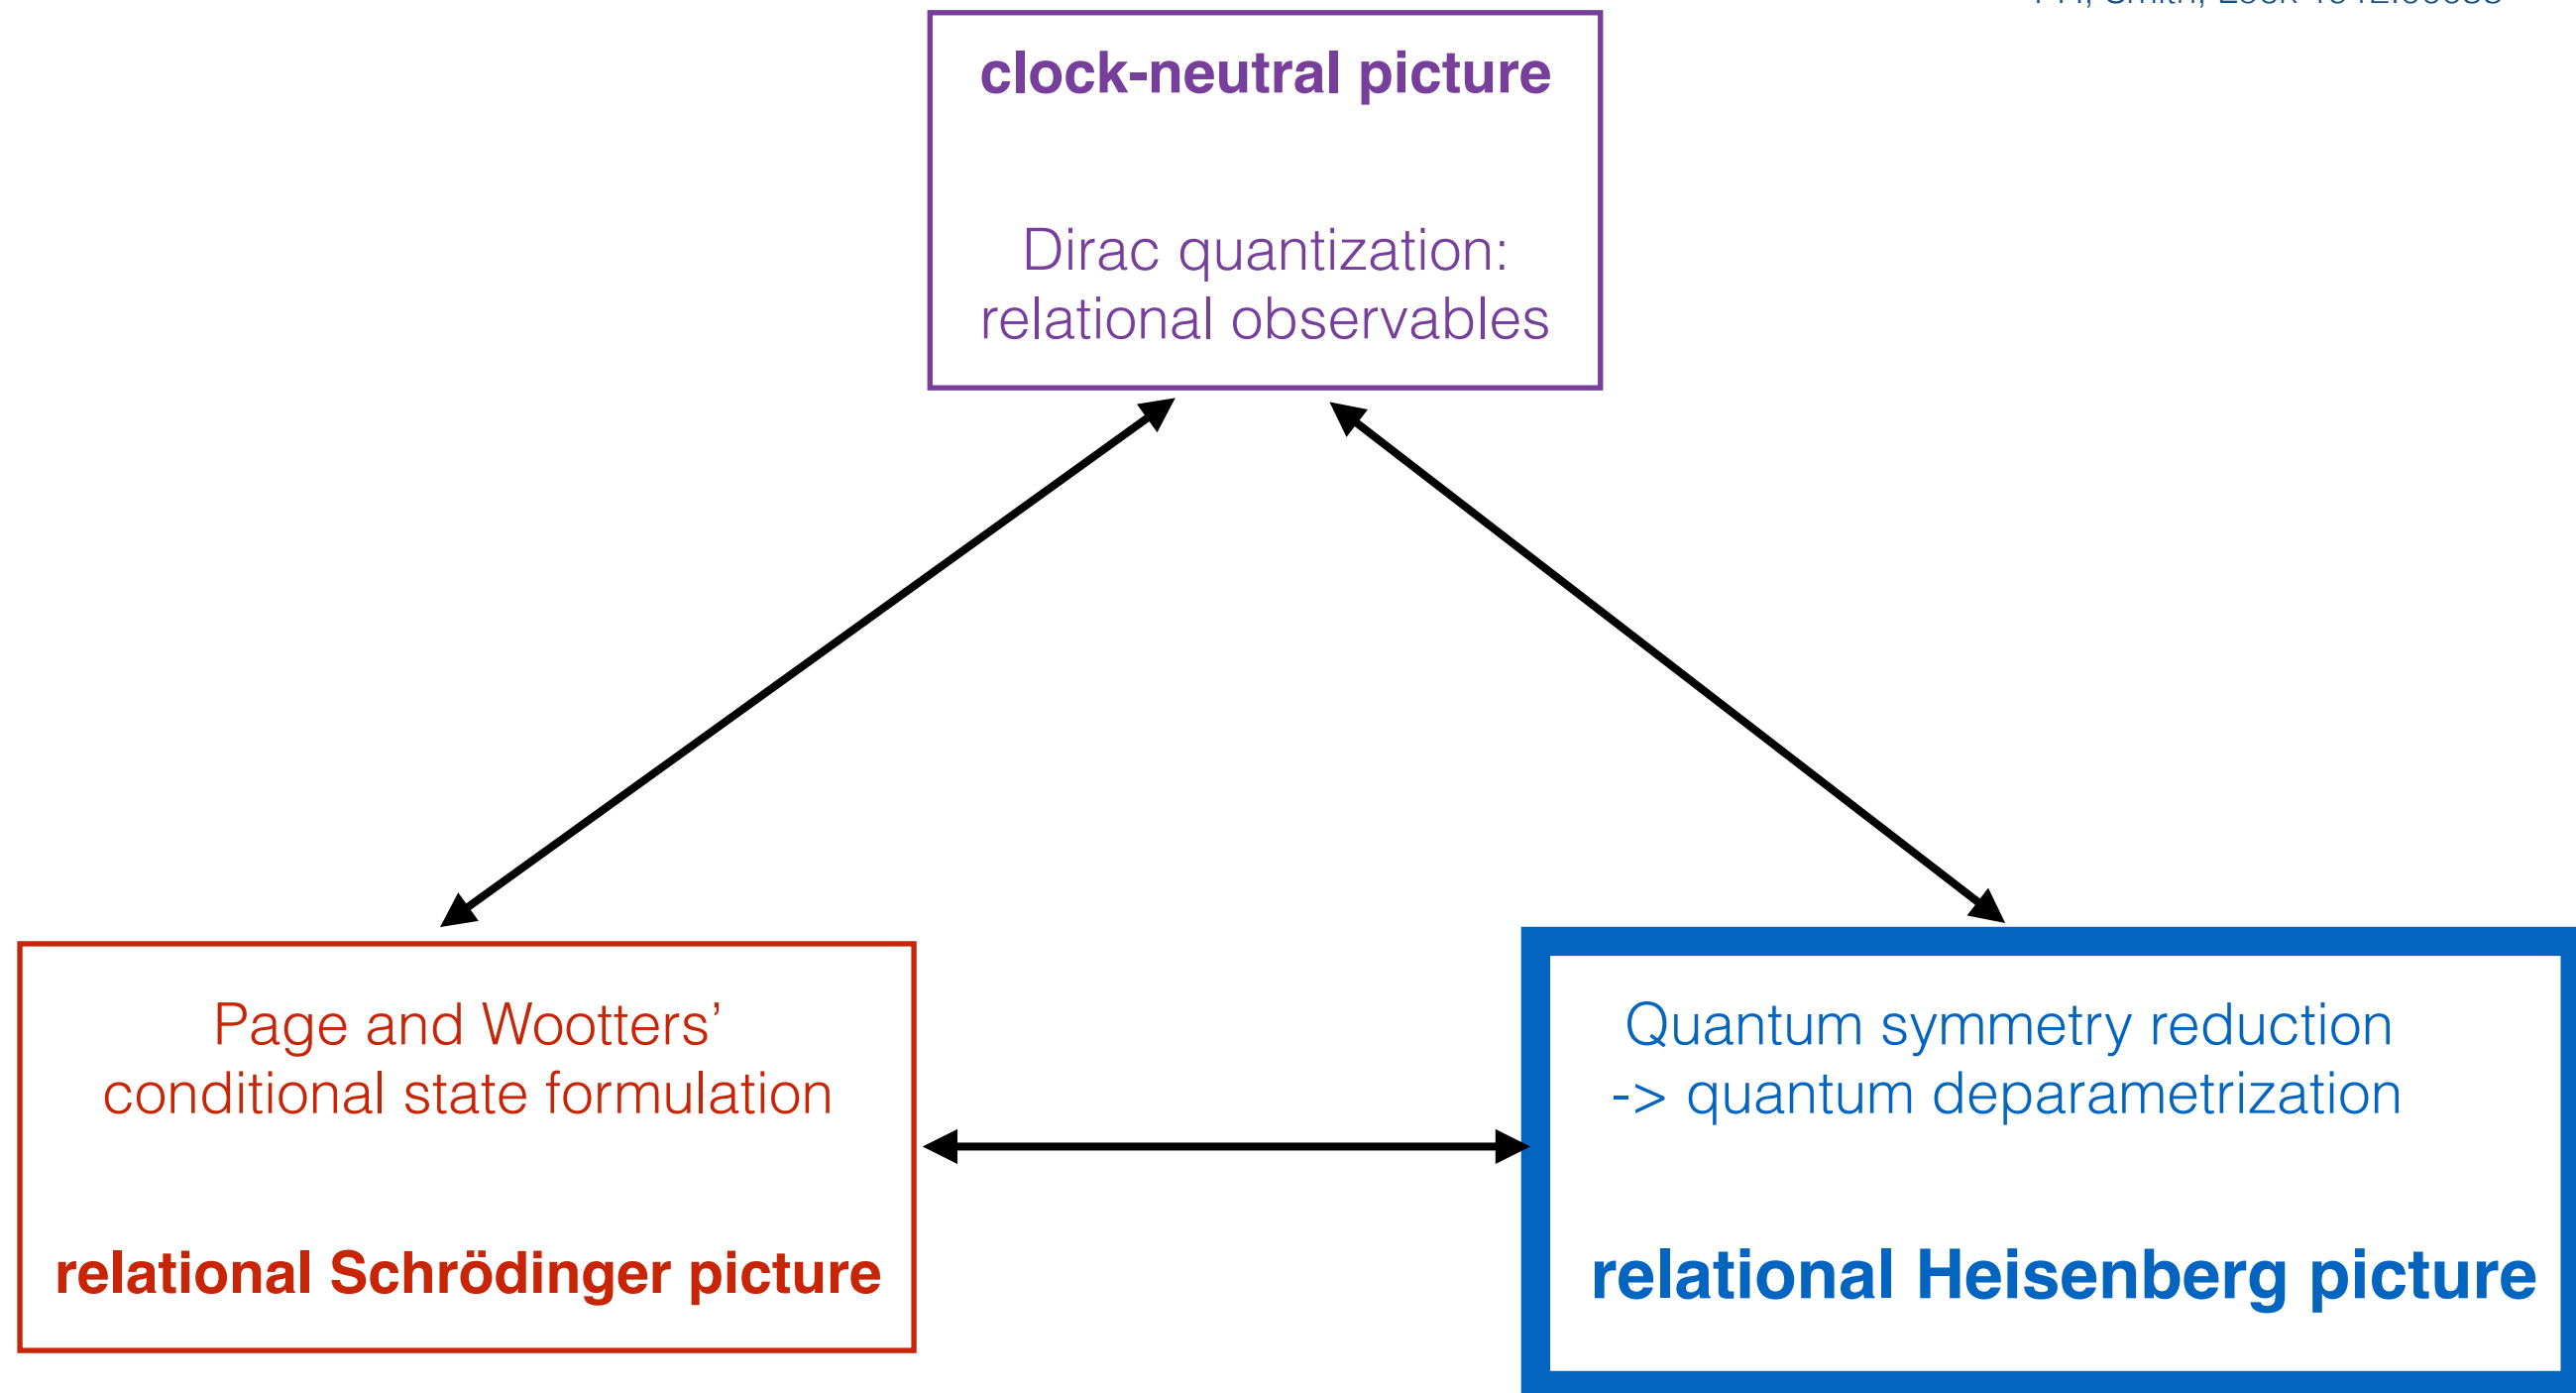 clock-neutral picture
Dirac quantization:
relational observables
Page and Wootters’
conditional state formulation
relational Schrödinger picture
Quantum symmetry reduction
-> quantum deparametrization
relational Heisenberg picture